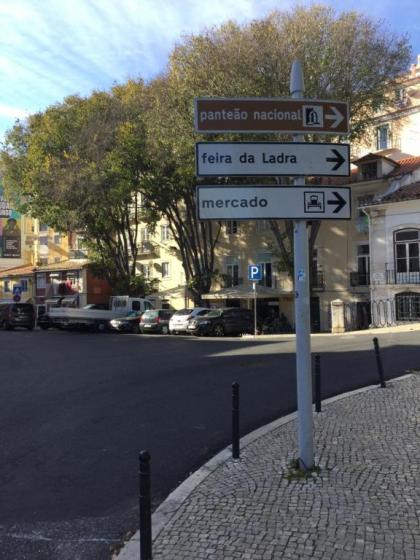 panteão nacional
feira da Ladra
mercado
P